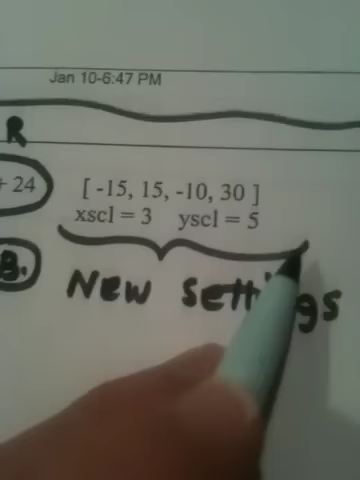 Jan 10-6:47 PM
R
+ 24
[ -15, 15, -10, 30 ]
xscl = 3 yscl = 5
B.
New settings